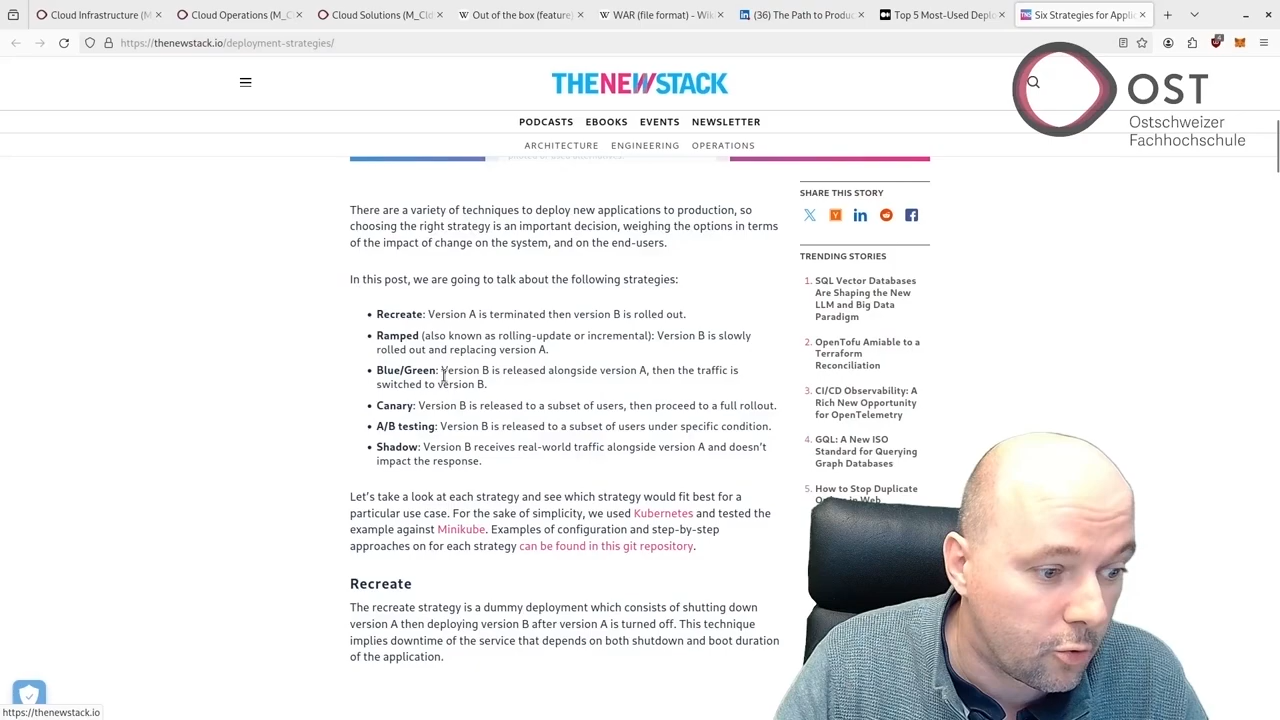 Cloud Infrastructure (M_C
Cloud Operations (M_C
Cloud Solutions (M_Cl
Out of the box (feature)
WAR (file format) – Wiki
(36) The Path to Produc
Top 5 Most-Used Deplo
Six Strategies for Applic
https://thenewstack.io/deployment-strategies/
THENEWSTACK
OST
Ostschweizer
Fachhochschule
PODCASTS EBOOKS EVENTS NEWSLETTER
ARCHITECTURE ENGINEERING OPERATIONS
There are a variety of techniques to deploy new applications to production, so
choosing the right strategy is an important decision, weighing the options in terms
of the impact of change on the system, and on the end-users.
In this post, we are going to talk about the following strategies:
• Recreate: Version A is terminated then version B is rolled out.
• Ramped (also known as rolling-update or incremental): Version B is slowly
rolled out and replacing version A.
• Blue/Green: Version B is released alongside version A, then the traffic is
switched to version B.
• Canary: Version B is released to a subset of users, then proceed to a full rollout.
• A/B testing: Version B is released to a subset of users under specific condition.
• Shadow: Version B receives real-world traffic alongside version A and doesn't
impact the response.
Let's take a look at each strategy and see which strategy would fit best for a
particular use case. For the sake of simplicity, we used Kubernetes and tested the
example against Minikube. Examples of configuration and step-by-step
approaches on for each strategy can be found in this git repository.
Recreate
The recreate strategy is a dummy deployment which consists of shutting down
version A then deploying version B after version A is turned off. This technique
implies downtime of the service that depends on both shutdown and boot duration
of the application.
SHARE THIS STORY
TRENDING STORIES
1. SQL Vector Databases
Are Shaping the New
LLM and Big Data
Paradigm
2. OpenTofu Amiable to a
Terraform
Reconciliation
3. CI/CD Observability: A
Rich New Opportunity
for OpenTelemetry
4. GQL: A New ISO
Standard for Querying
Graph Databases
5. How to Stop Duplicate
in Web
https://thenewstack.io